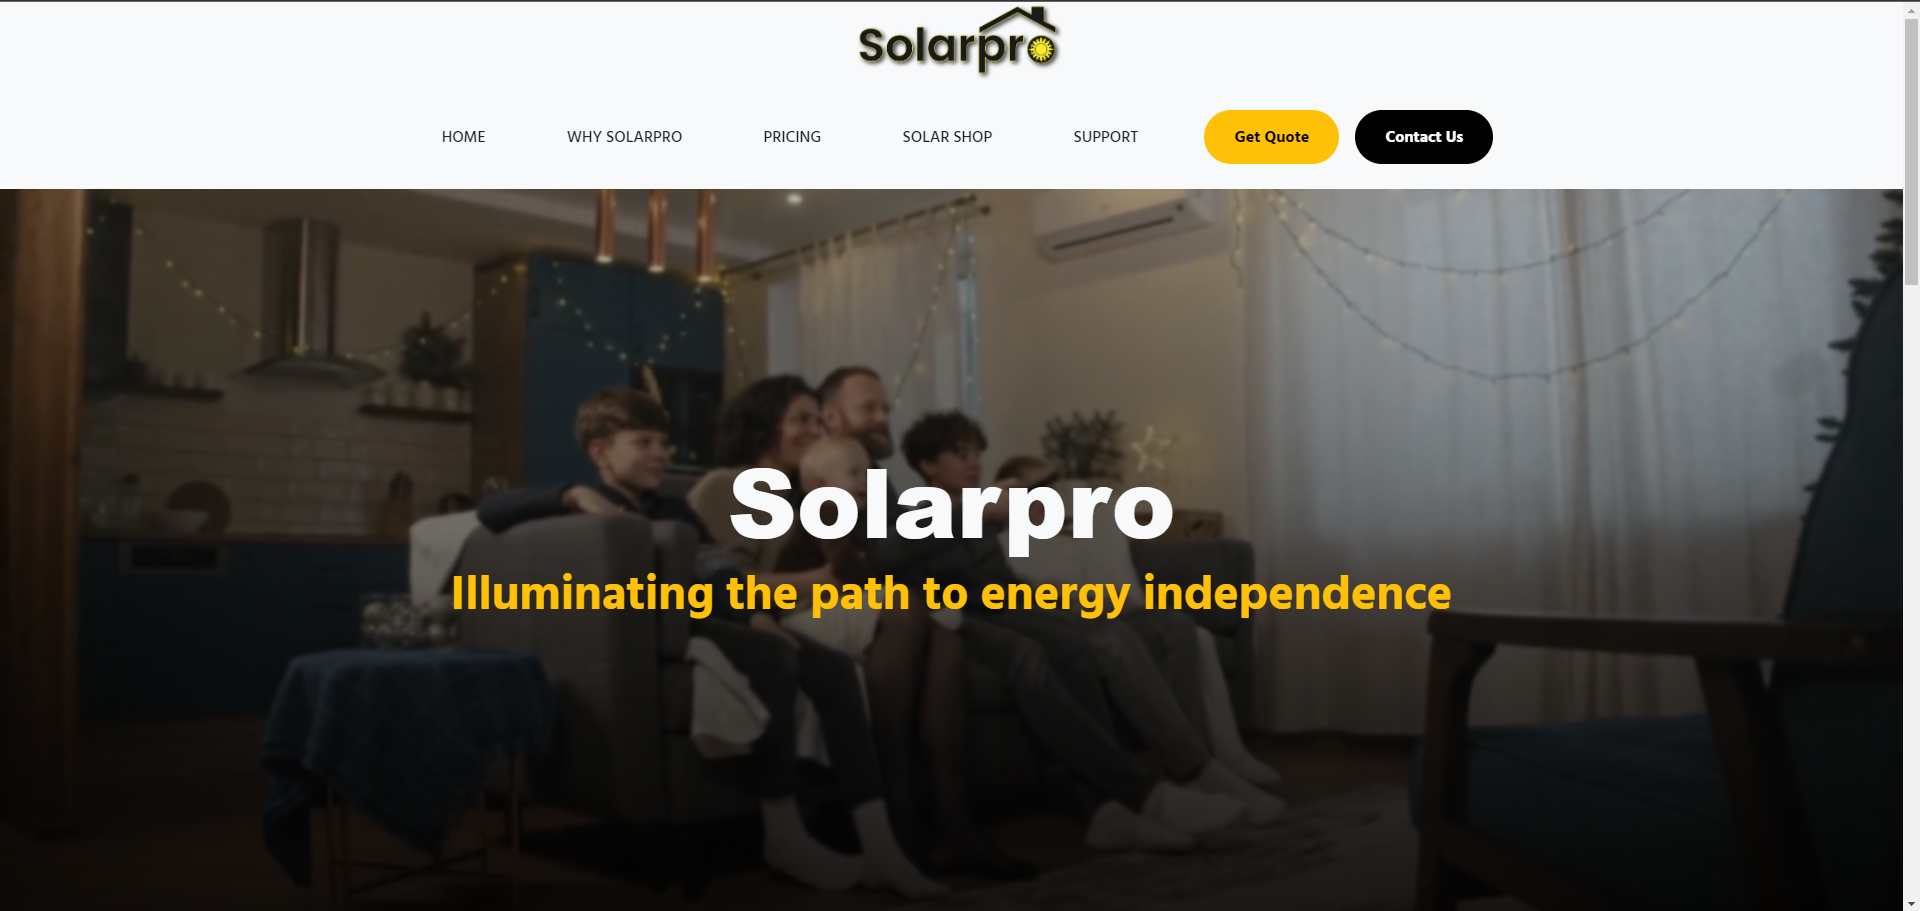 Solarpro
HOME WHY SOLARPRO PRICING SOLAR SHOP SUPPORT Get Quote Contact Us
Solarpro
Illuminating the path to energy independence